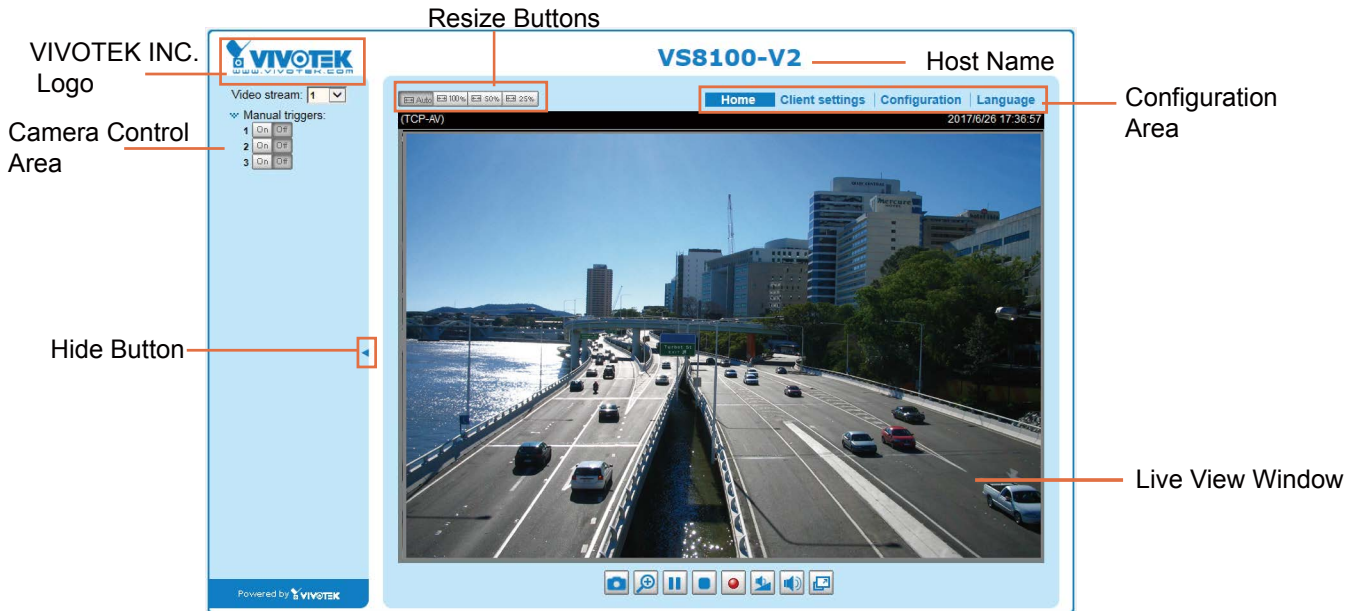 Resize Buttons
VIVOTEK INC.
Logo
VIVOTEK
www.vivotek.com
VS8100-V2
Host Name
Video stream: 1
Auto 100% 50% 25%
Home Client settings Configuration Language
Configuration
Area
Manual triggers:
(TCP-AV)
2017/6/26 17:36:57
Camera Control
Area
1 On Off
2 On Off
3 On Off
mercure
Hide Button
Turbot St
Live View Window
Powered by VIVOTEK